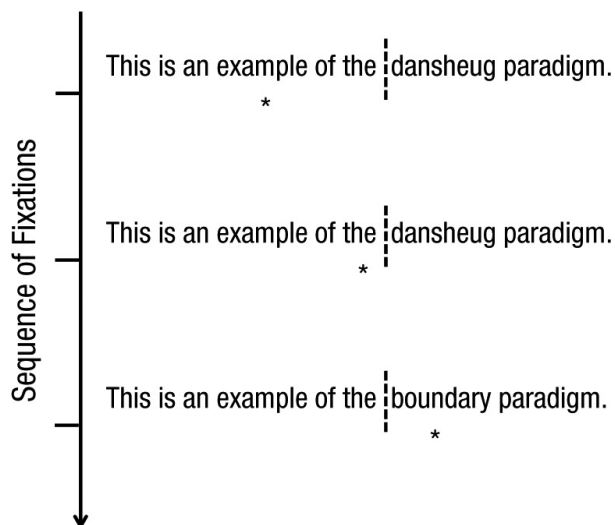 Sequence of Fixations
This is an example of the dansheug paradigm.
*
This is an example of the dansheug paradigm.
*
This is an example of the boundary paradigm.
*